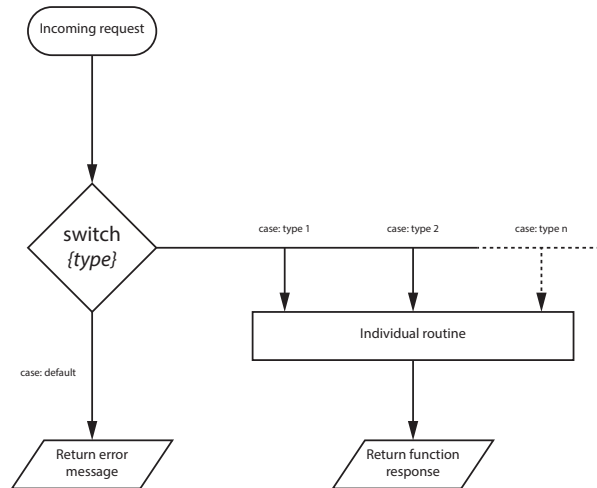 Incoming request
case: type 1
case: type 2
case: type n
switch
{type}
Individual routine
case: default
Return error
message
Return function
response